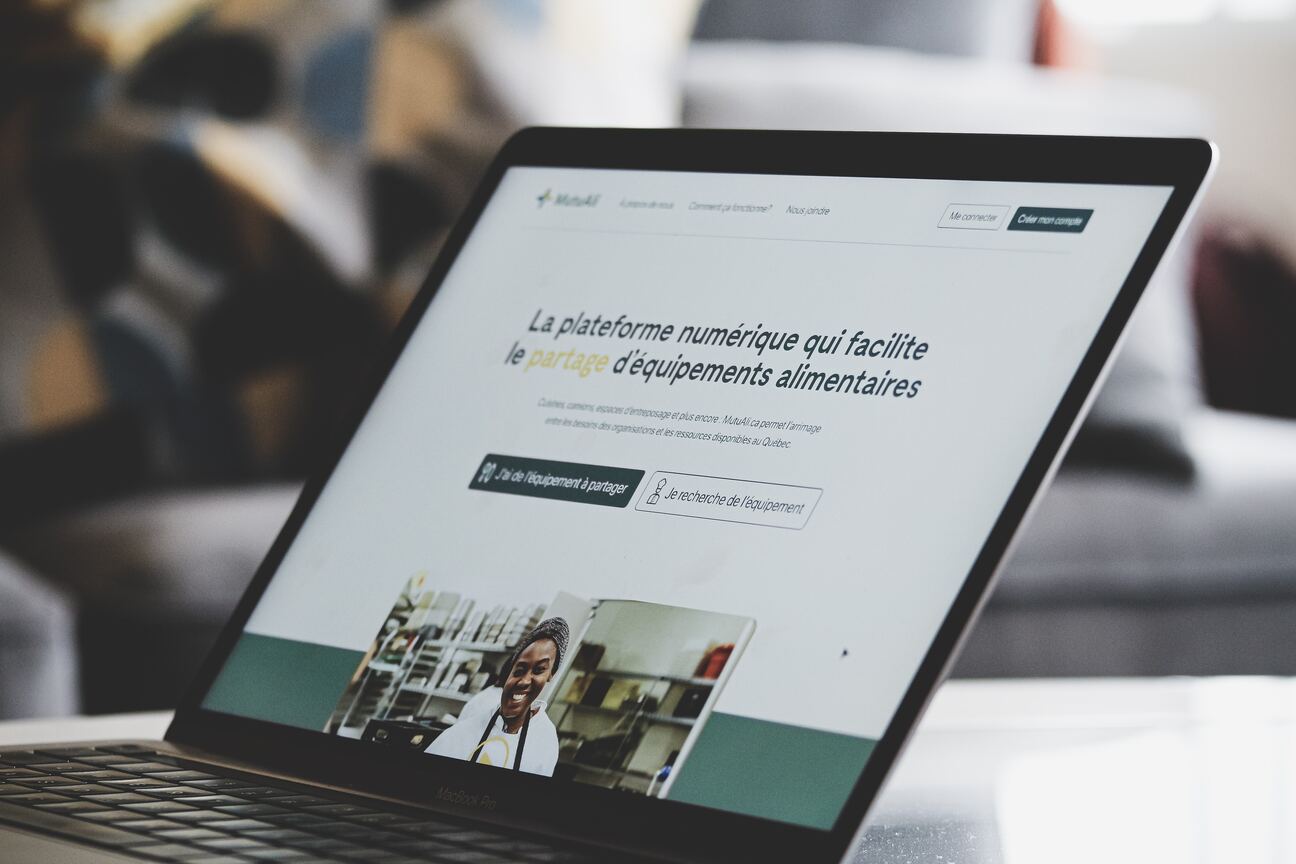 MutuAli
À propos de nous
Comment ça fonctionne?
Nous joindre
Me connecter
Créer mon compte
La plateforme numérique qui facilite
le partage d'équipements alimentaires
Cuisines, camions, espaces d'entreposage et plus encore : MutuAli.ca permet l'arrimage
entre les besoins des organisations et les ressources disponibles au Québec.
J'ai de l'équipement à partager
Je recherche de l'équipement
MacBook Pro